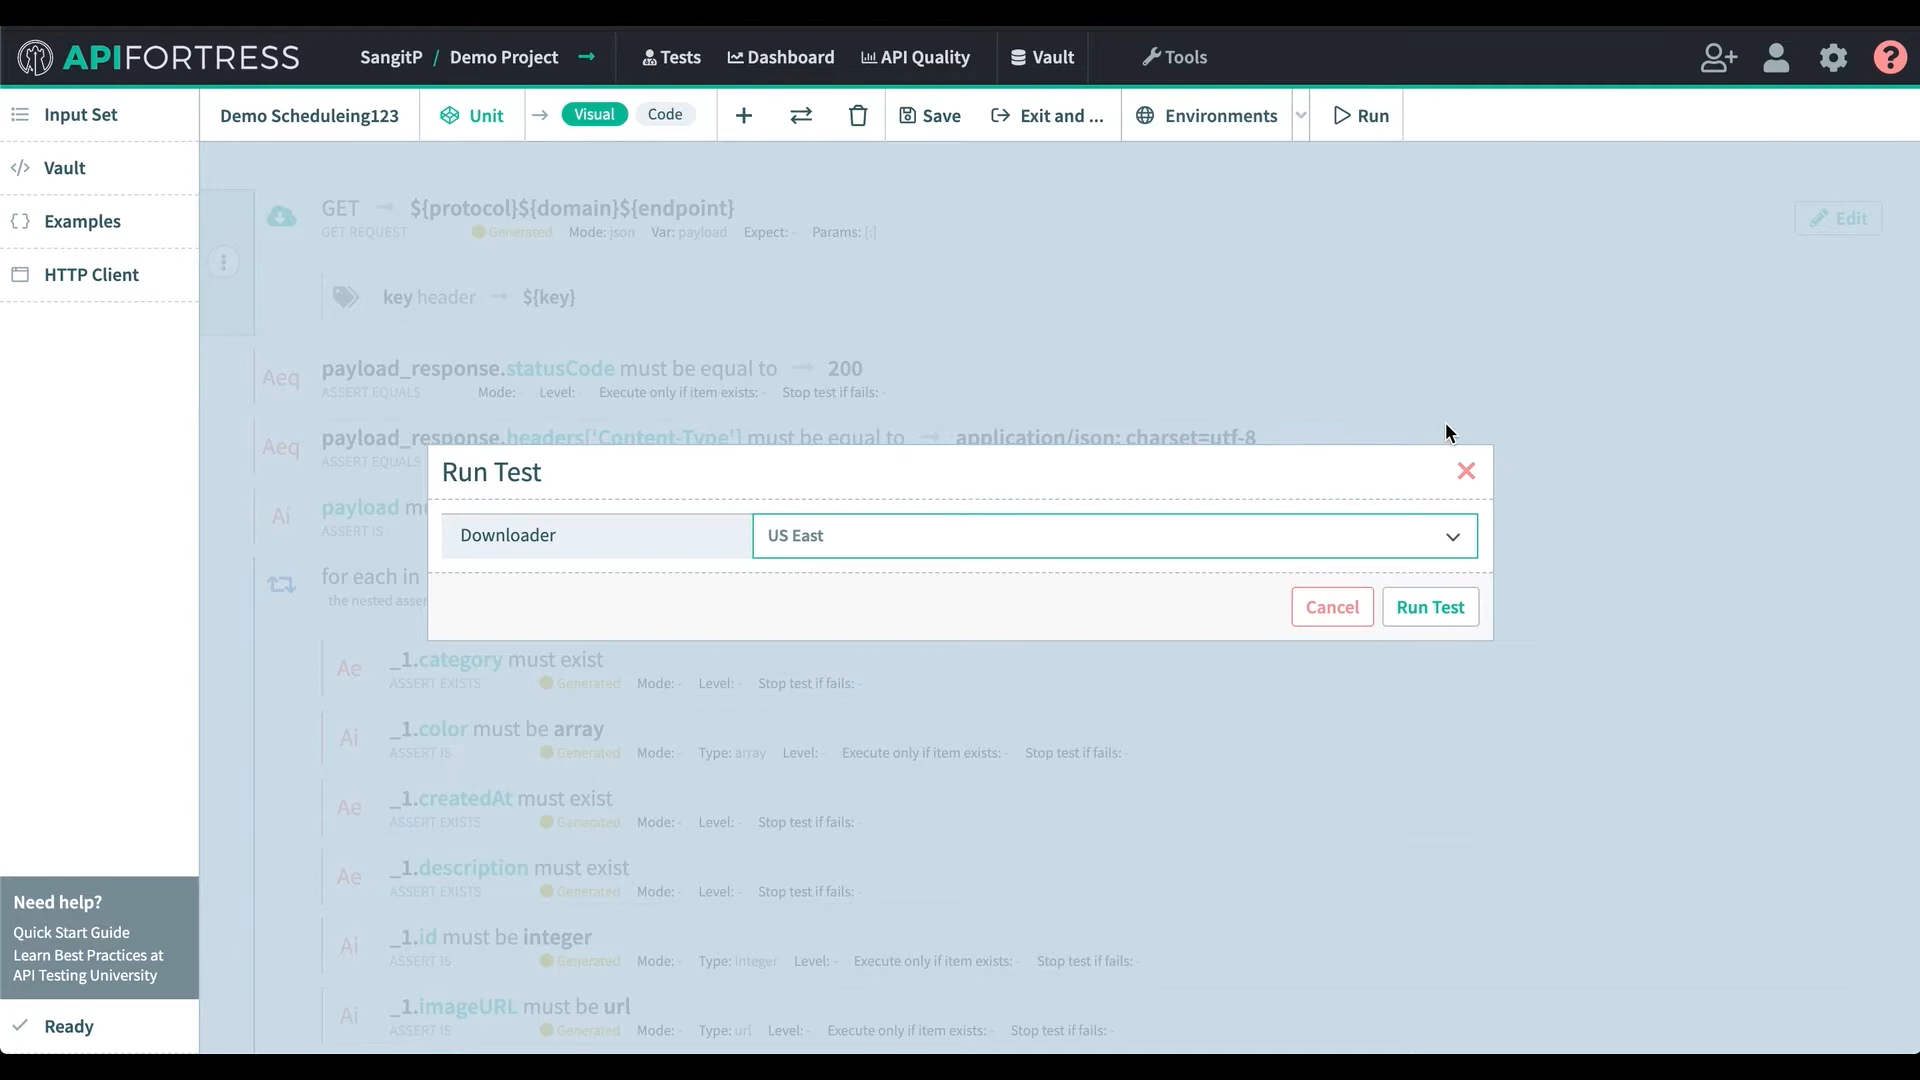 APIFORTRESS
SangitP / Demo Project
Tests
Dashboard
API Quality
Vault
Tools
?
Input Set
Vault
Examples
HTTP Client
Demo Scheduleing123
Unit
Visual
Code
Save
Exit and ...
Environments
Run
GET ${protocol}${domain}${endpoint}
GET REQUEST Generated Mode: json Var: payload Expect: - Params: [:]
Edit
key header ${key}
Aeq payload_response.statusCode must be equal to 200
ASSERT EQUALS Mode: - Level: - Execute only if item exists: - Stop test if fails: -
Aeq payload_response.headers['Content-Type'] must be equal to application/json; charset=utf-8
ASSERT EQUALS
Ai payload
ASSERT IS
for each in
the nested asser
Run Test
Downloader
US East
Cancel
Run Test
Ae _1.category must exist
ASSERT EXISTS Generated Mode: - Level: - Stop test if fails: -
Ai _1.color must be array
ASSERT IS Generated Mode: - Type: array Level: - Execute only if item exists: - Stop test if fails: -
Ae _1.createdAt must exist
ASSERT EXISTS Generated Mode: - Level: - Stop test if fails: -
Ae _1.description must exist
ASSERT EXISTS Generated Mode: - Level: - Stop test if fails: -
Ai _1.id must be integer
ASSERT IS Generated Mode: - Type: integer Level: - Execute only if item exists: - Stop test if fails: -
Ai _1.imageURL must be url
ASSERT IS Generated Mode: - Type: url Level: - Execute only if item exists: - Stop test if fails: -
Need help?
Quick Start Guide
Learn Best Practices at
API Testing University
Ready